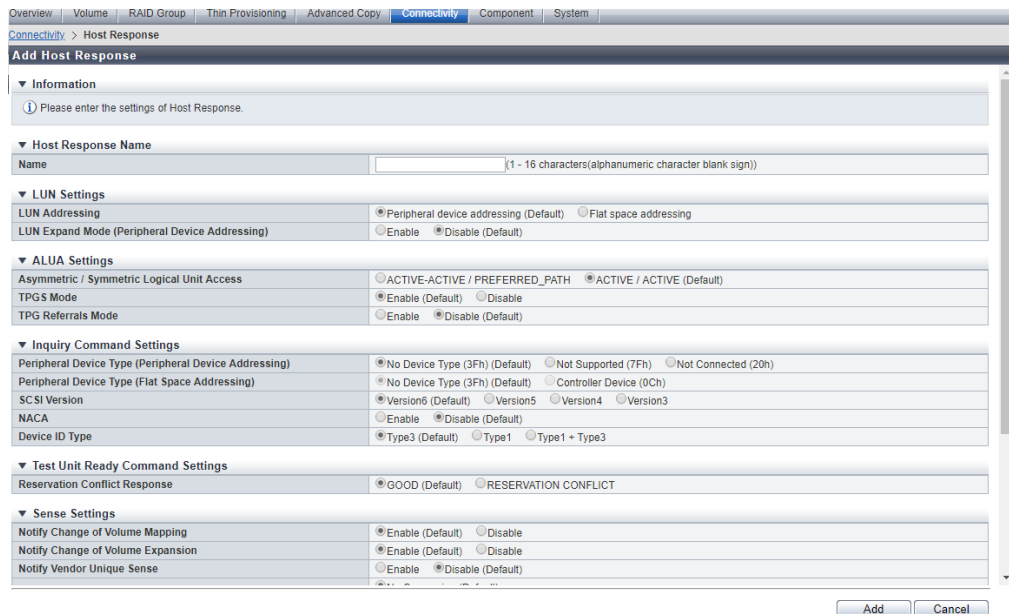 Overview Volume RAID Group Thin Provisioning Advanced Copy Connectivity Component System
Connectivity > Host Response
Add Host Response
Information
Please enter the settings of Host Response.
Host Response Name
Name (1 - 16 characters(alphanumeric character blank sign))
LUN Settings
LUN Addressing Peripheral device addressing (Default) Flat space addressing
LUN Expand Mode (Peripheral Device Addressing) Enable Disable (Default)
ALUA Settings
Asymmetric / Symmetric Logical Unit Access ACTIVE-ACTIVE / PREFERRED_PATH ACTIVE / ACTIVE (Default)
TPGS Mode Enable (Default) Disable
TPG Referrals Mode Enable Disable (Default)
Inquiry Command Settings
Peripheral Device Type (Peripheral Device Addressing) No Device Type (3Fh) (Default) Not Supported (7Fh) Not Connected (20h)
Peripheral Device Type (Flat Space Addressing) No Device Type (3Fh) (Default) Controller Device (0Ch)
SCSI Version Version6 (Default) Version5 Version4 Version3
NACA Enable Disable (Default)
Device ID Type Type3 (Default) Type1 Type1 + Type3
Test Unit Ready Command Settings
Reservation Conflict Response GOOD (Default) RESERVATION CONFLICT
Sense Settings
Notify Change of Volume Mapping Enable (Default) Disable
Notify Change of Volume Expansion Enable (Default) Disable
Notify Vendor Unique Sense Enable Disable (Default)
Add Cancel